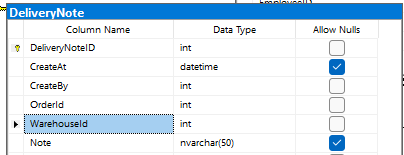 EmployeeID
DeliveryNote
Column Name Data Type Allow Nulls
DeliveryNoteID int
CreateAt datetime
CreateBy int
OrderId int
WarehouseId int
Note nvarchar(50)